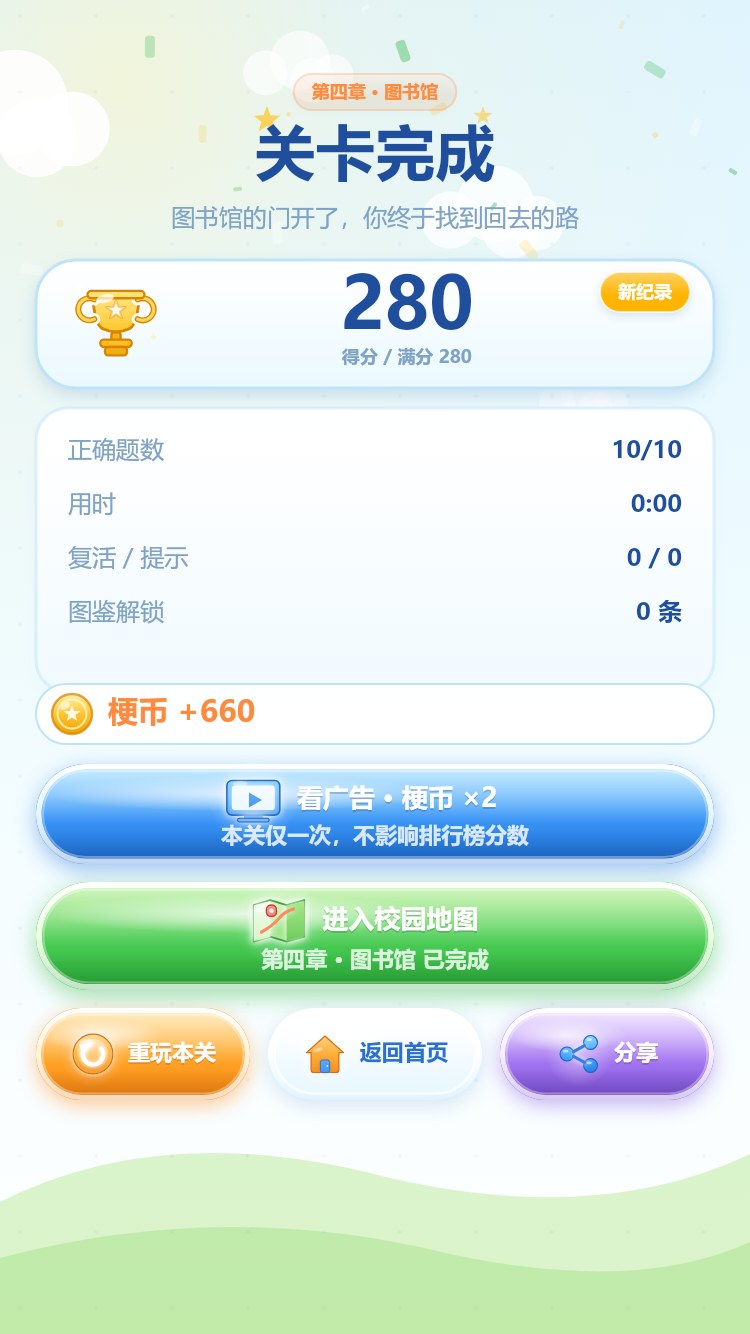 第四章 • 图书馆
关卡完成
图书馆的门开了，你终于找到回去的路
280
新纪录
得分 / 满分 280
正确题数 10/10
用时 0:00
复活 / 提示 0 / 0
图鉴解锁 0 条
梗币 +660
看广告 • 梗币 ×2
本关仅一次，不影响排行榜分数
进入校园地图
第四章 • 图书馆 已完成
重玩本关
返回首页
分享